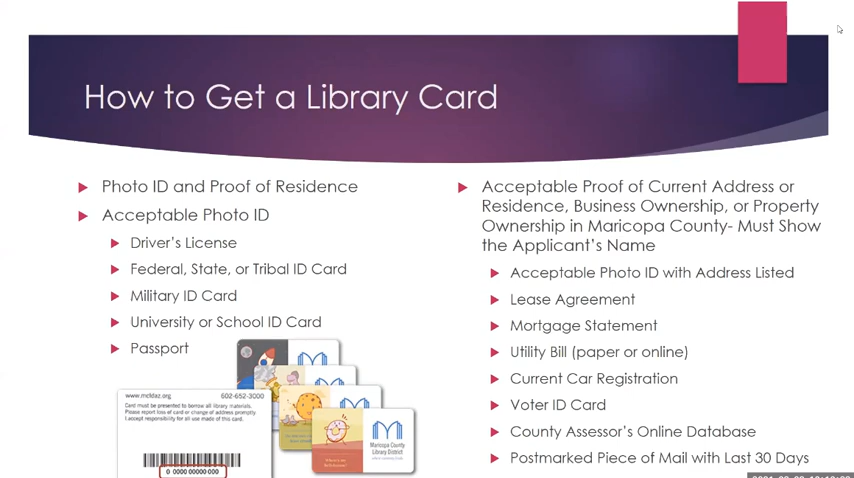 How to Get a Library Card
Photo ID and Proof of Residence
Acceptable Photo ID
Driver's License
Federal, State, or Tribal ID Card
Military ID Card
University or School ID Card
Passport
www.mcldaz.org 602-652-3000
Card must be presented to borrow all library materials.
Please report loss of card or change of address promptly.
I accept responsibility for all use made of this card.
0 0000 00000 000
Maricopa County
Library District
Acceptable Proof of Current Address or
Residence, Business Ownership, or Property
Ownership in Maricopa County- Must Show
the Applicant's Name
Acceptable Photo ID with Address Listed
Lease Agreement
Mortgage Statement
Utility Bill (paper or online)
Current Car Registration
Voter ID Card
County Assessor's Online Database
Postmarked Piece of Mail with Last 30 Days